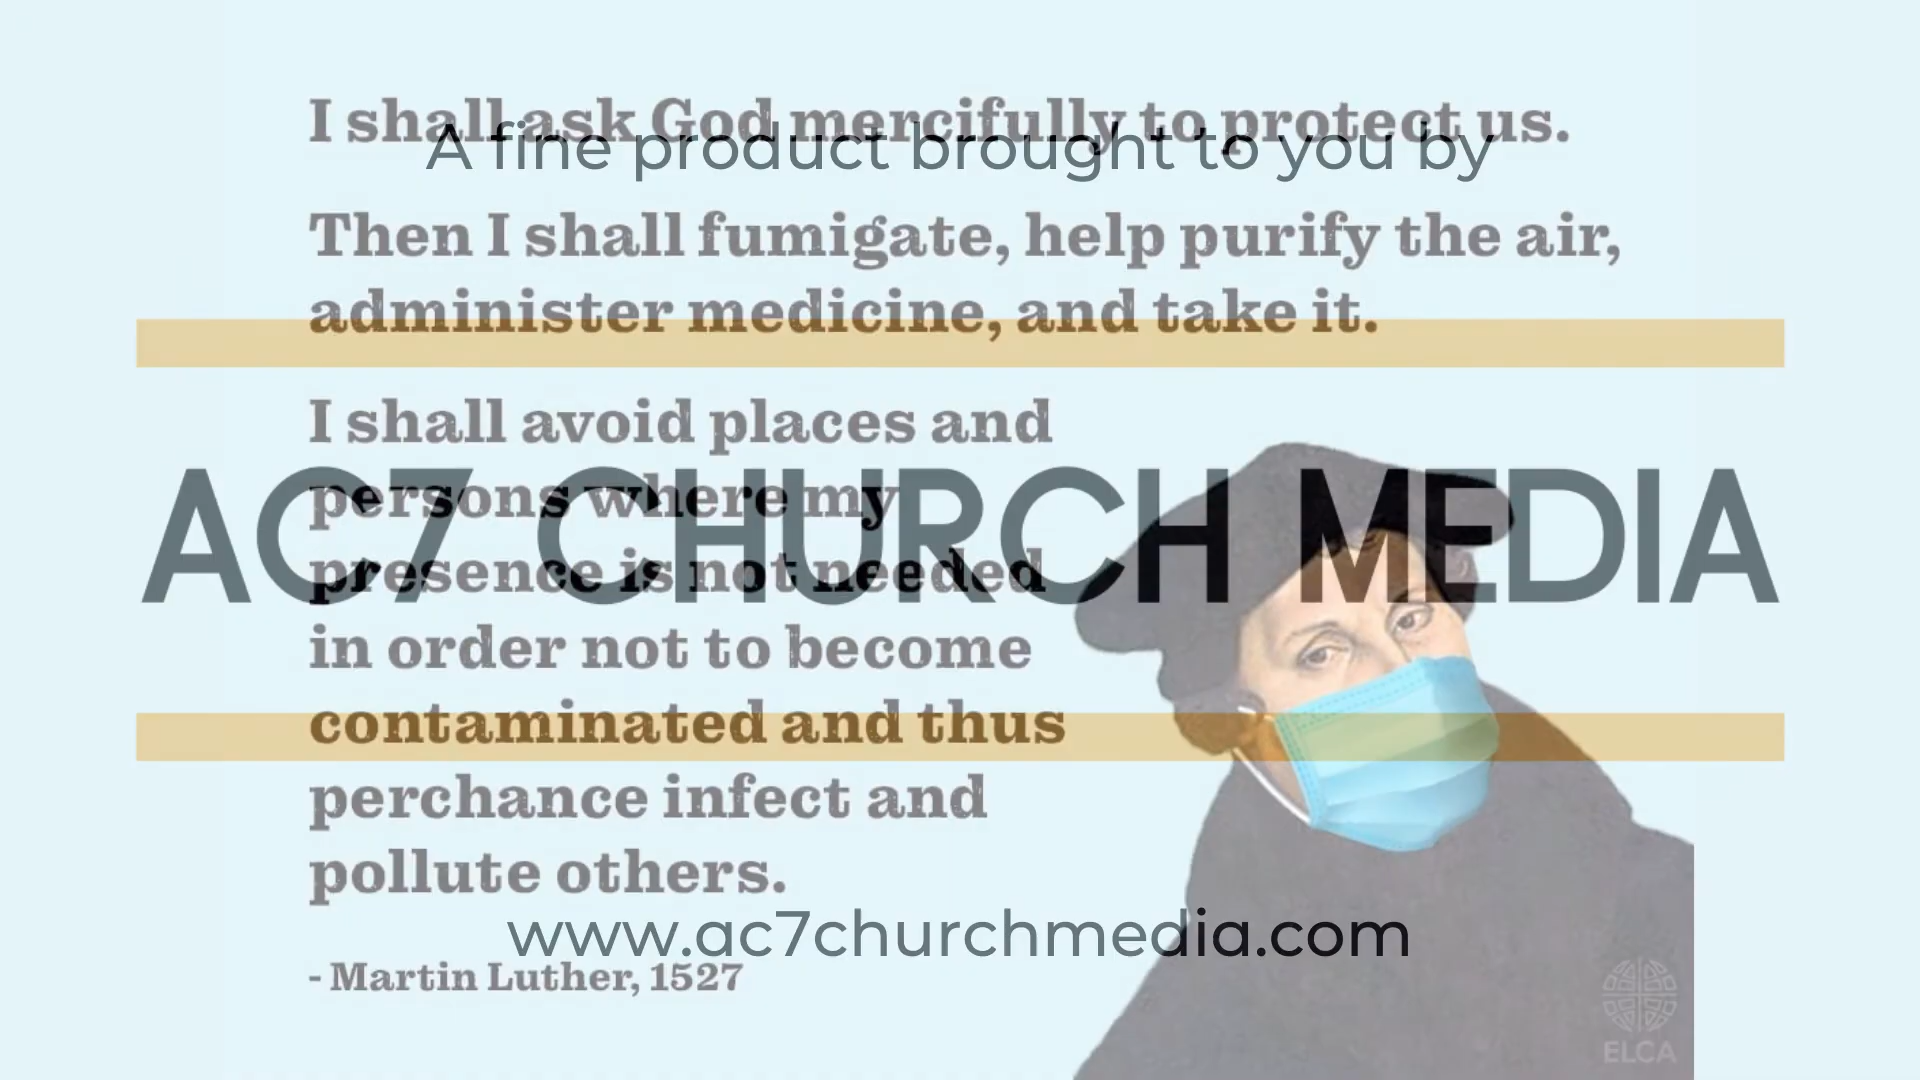 I shall ask God mercifully to protect us.
A fine product brought to you by
Then I shall fumigate, help purify the air,
administer medicine, and take it.
I shall avoid places and
AC7 CHURCH MEDIA
persons where my
presence is not needed
in order not to become
contaminated and thus
perchance infect and
pollute others.
www.ac7churchmedia.com
- Martin Luther, 1527
ELCA